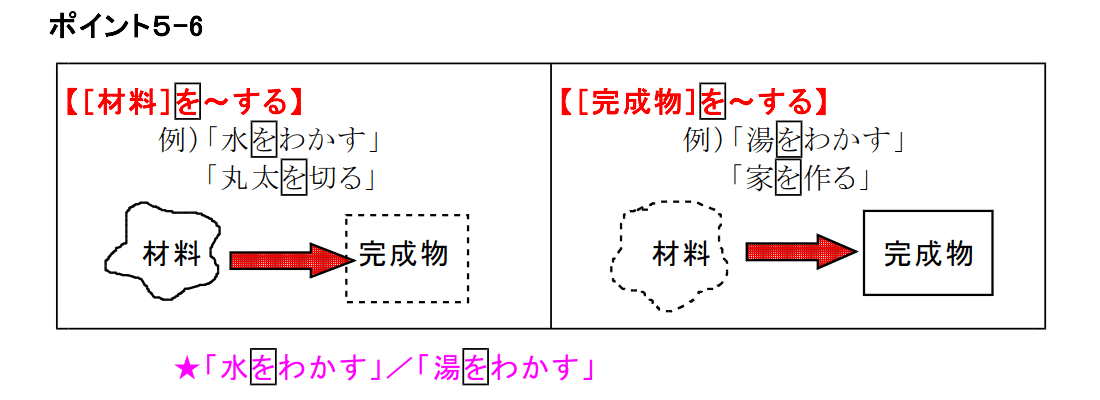 ポイント5-6
【[材料]を～する】
例)「水をわかす」
「丸太を切る」
材料
完成物
【[完成物]を～する】
例)「湯をわかす」
「家を作る」
材料
完成物
★「水をわかす」／「湯をわかす」